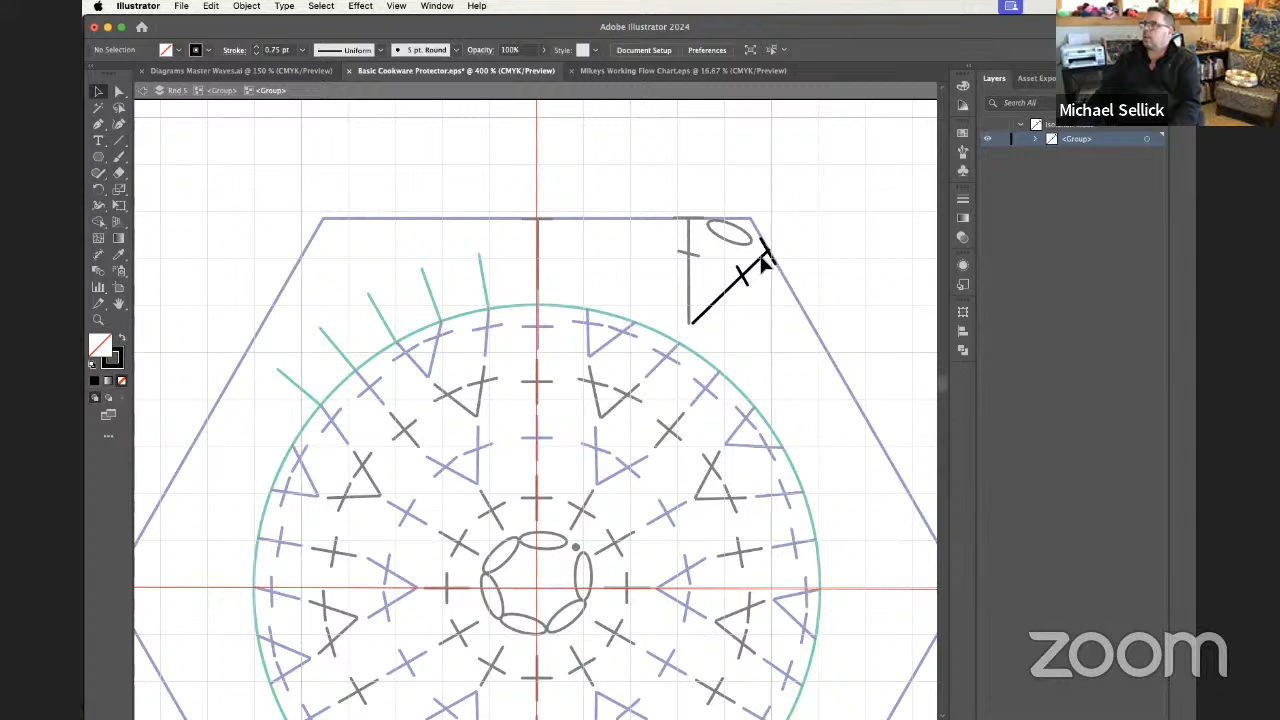 Illustrator File Edit Object Type Select Effect View Window Help
Adobe Illustrator 2024
No Selection Stroke: 0.75 pt Uniform 5 pt. Round Opacity: 100% Style: Document Setup Preferences
Diagrams Master Waves.ai @ 150 % (CMYK/Preview) Basic Cookware Protector.eps* @ 400 % (CMYK/Preview) Mikeys Working Flow Chart.eps @ 16.67 % (CMYK/Preview)
Rnd 5 <Group> <Group>
Layers Asset Expo
Search All
Michael Sellick
<Group>
zoom